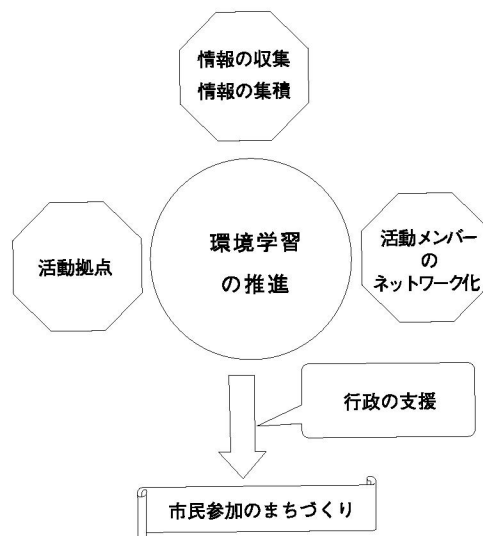 情報の収集
情報の集積
環境学習
の推進
活動拠点
活動メンバー
の
ネットワーク化
行政の支援
市民参加のまちづくり